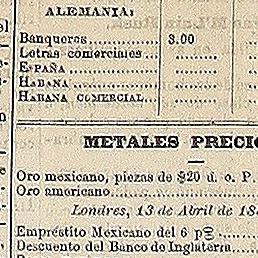 el
ALEMANIA:
Banqueros 3.00
Letras comerciales...
ESPAÑA
HABANA
HABANA COMERCIAL
METALES PRECIO
Oro mexicano, piezas de $20 d. o. P.
Oro americano
Londres, 13 de Abril de 18
Empréstito Mexicano del 6 p
Descuento del Banco de Inglaterra